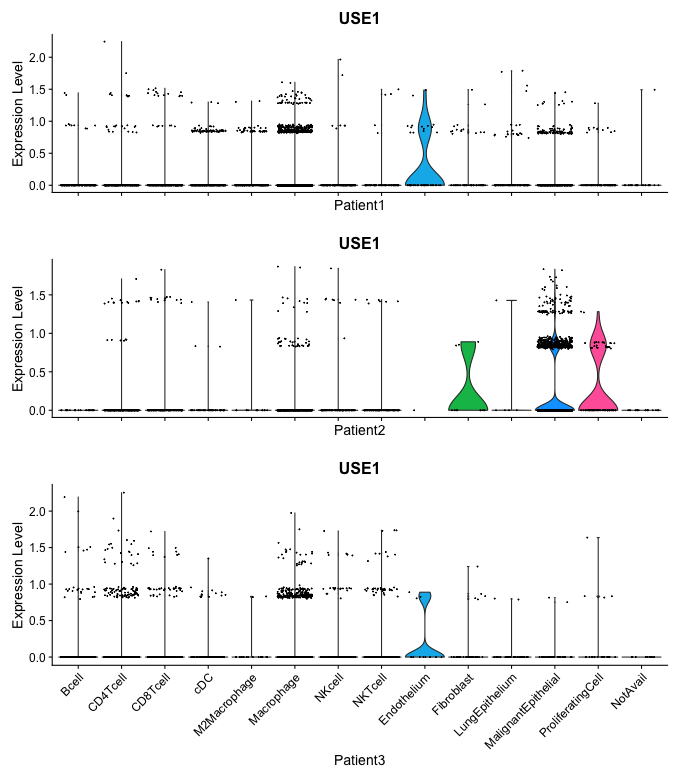 USE1
Expression Level
2.0
1.5
1.0
0.5
0.0
Patient1
USE1
Expression Level
1.5
1.0
0.5
0.0
Patient2
USE1
Expression Level
2.0
1.5
1.0
0.5
0.0
Bcell
CD4Tcell
CD8Tcell
cDC
M2Macrophage
Macrophage
NKcell
NKTcell
Endothelium
Fibroblast
LungEpithelium
MalignantEpithelial
ProliferatingCell
NotAvail
Patient3